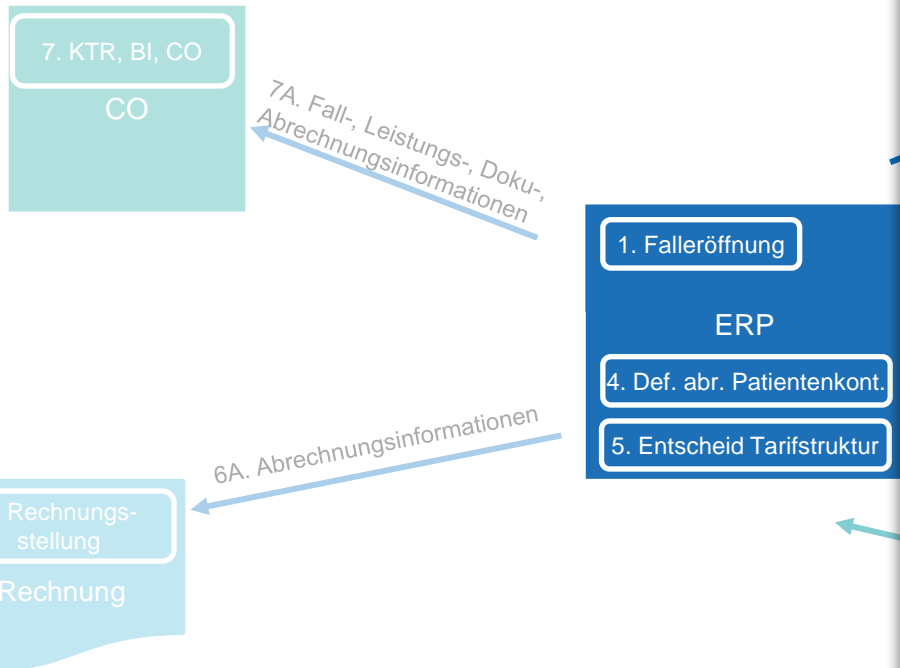 7. KTR, BI, CO
CO
7A. Fall-, Leistungs-, Doku-,
Abrechnungsinformationen
1. Falleröffnung
ERP
4. Def. abr. Patientenkont.
5. Entscheid Tarifstruktur
6A. Abrechnungsinformationen
Rechnungs-
stellung
Rechnung